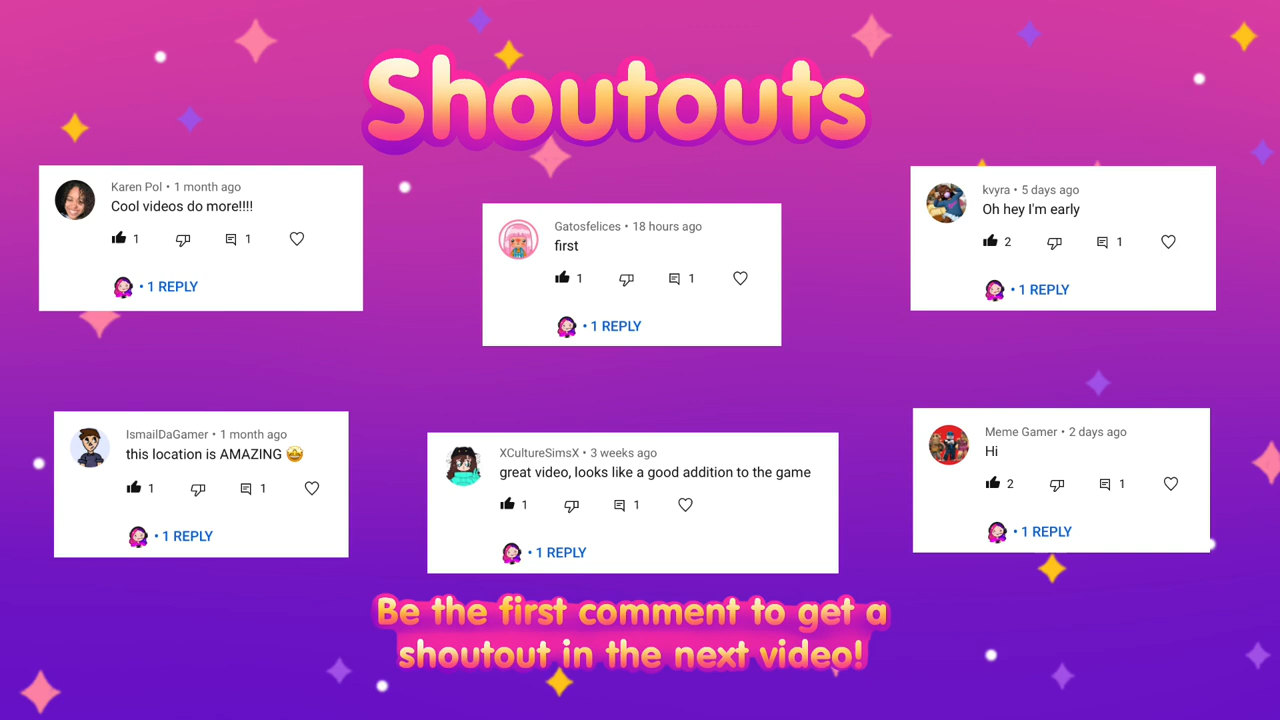 Shoutouts
Karen Pol • 1 month ago
Cool videos do more!!!!
1
1
• 1 REPLY
Gatosfelices • 18 hours ago
first
1
1
• 1 REPLY
kvyra • 5 days ago
Oh hey I'm early
2
1
• 1 REPLY
IsmailDaGamer • 1 month ago
this location is AMAZING 🤩
1
1
• 1 REPLY
XCultureSimsX • 3 weeks ago
great video, looks like a good addition to the game
1
1
• 1 REPLY
Meme Gamer • 2 days ago
Hi
2
1
• 1 REPLY
Be the first comment to get a
shoutout in the next video!